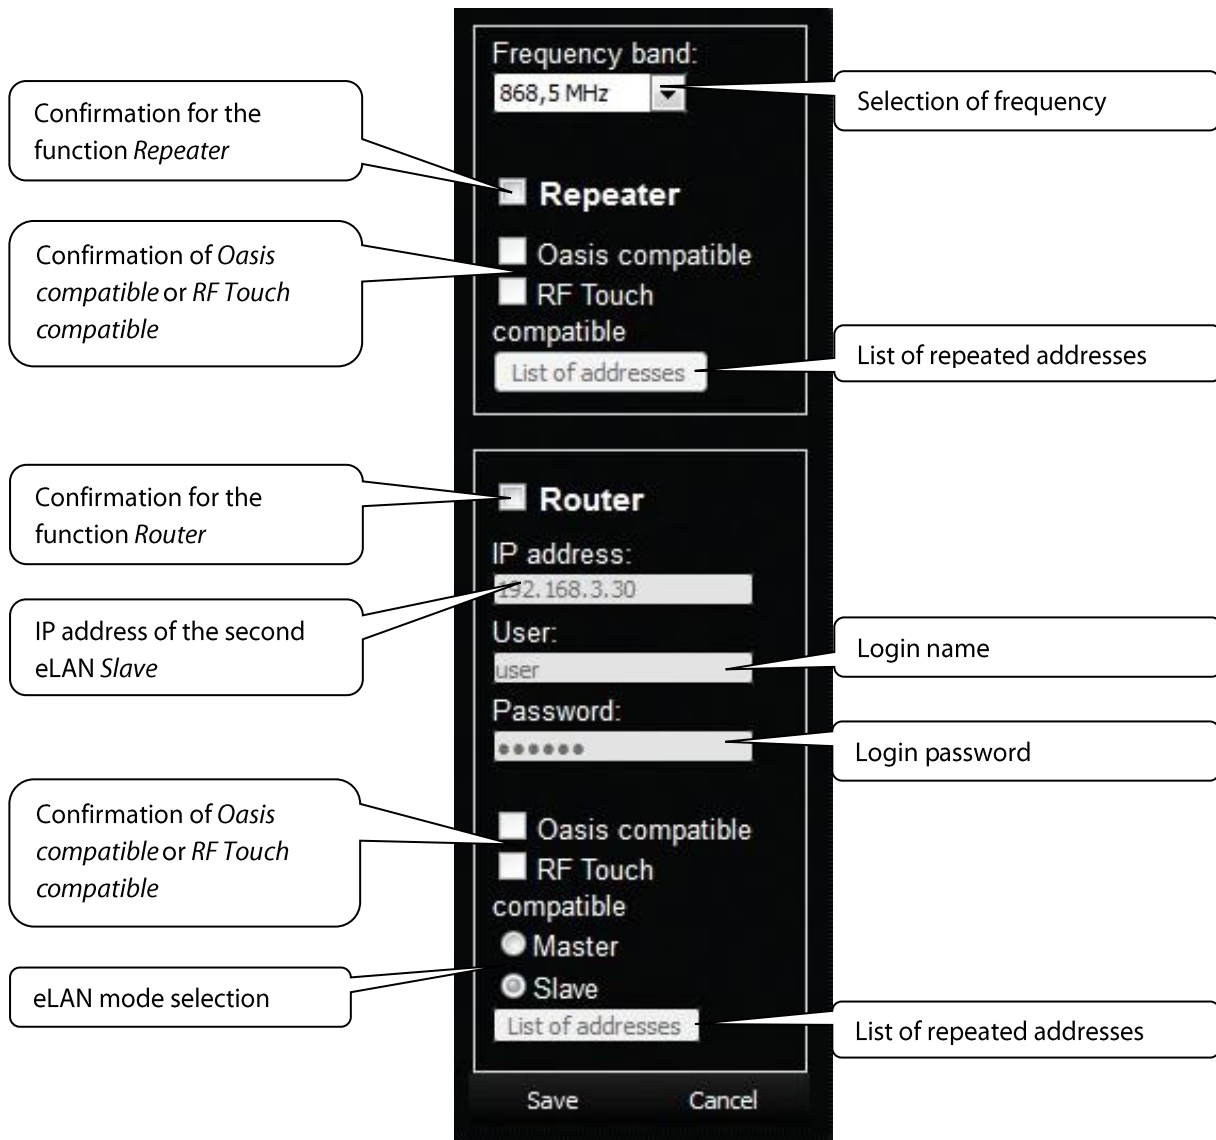 Frequency band:
868,5 MHz
Selection of frequency
Confirmation for the
function Repeater
Repeater
Confirmation of Oasis
compatible or RF Touch
compatible
Oasis compatible
RF Touch
compatible
List of addresses
List of repeated addresses
Confirmation for the
function Router
Router
IP address:
192.168.3.30
IP address of the second
eLAN Slave
User:
user
Login name
Password:
••••••
Login password
Confirmation of Oasis
compatible or RF Touch
compatible
Oasis compatible
RF Touch
compatible
Master
Slave
eLAN mode selection
List of addresses
List of repeated addresses
Save
Cancel